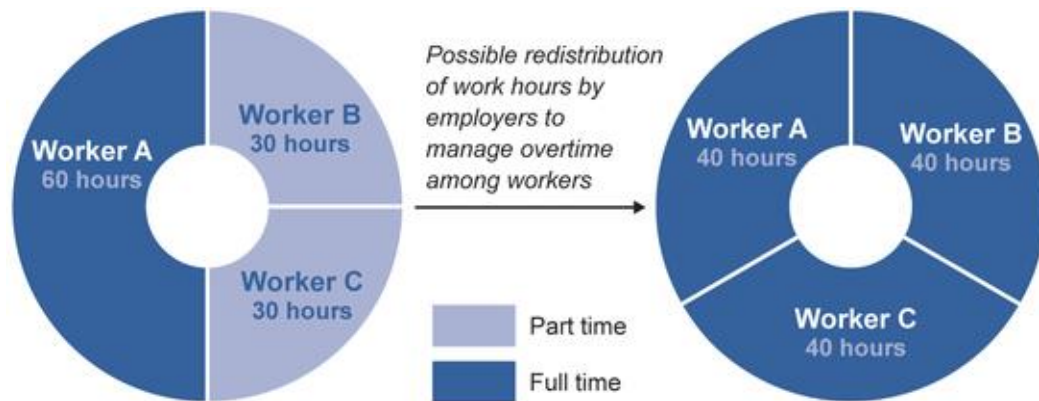 Worker A
60 hours
Worker B
30 hours
Worker C
30 hours
Possible redistribution
of work hours by
employers to
manage overtime
among workers
Part time
Full time
Worker A
40 hours
Worker B
40 hours
Worker C
40 hours